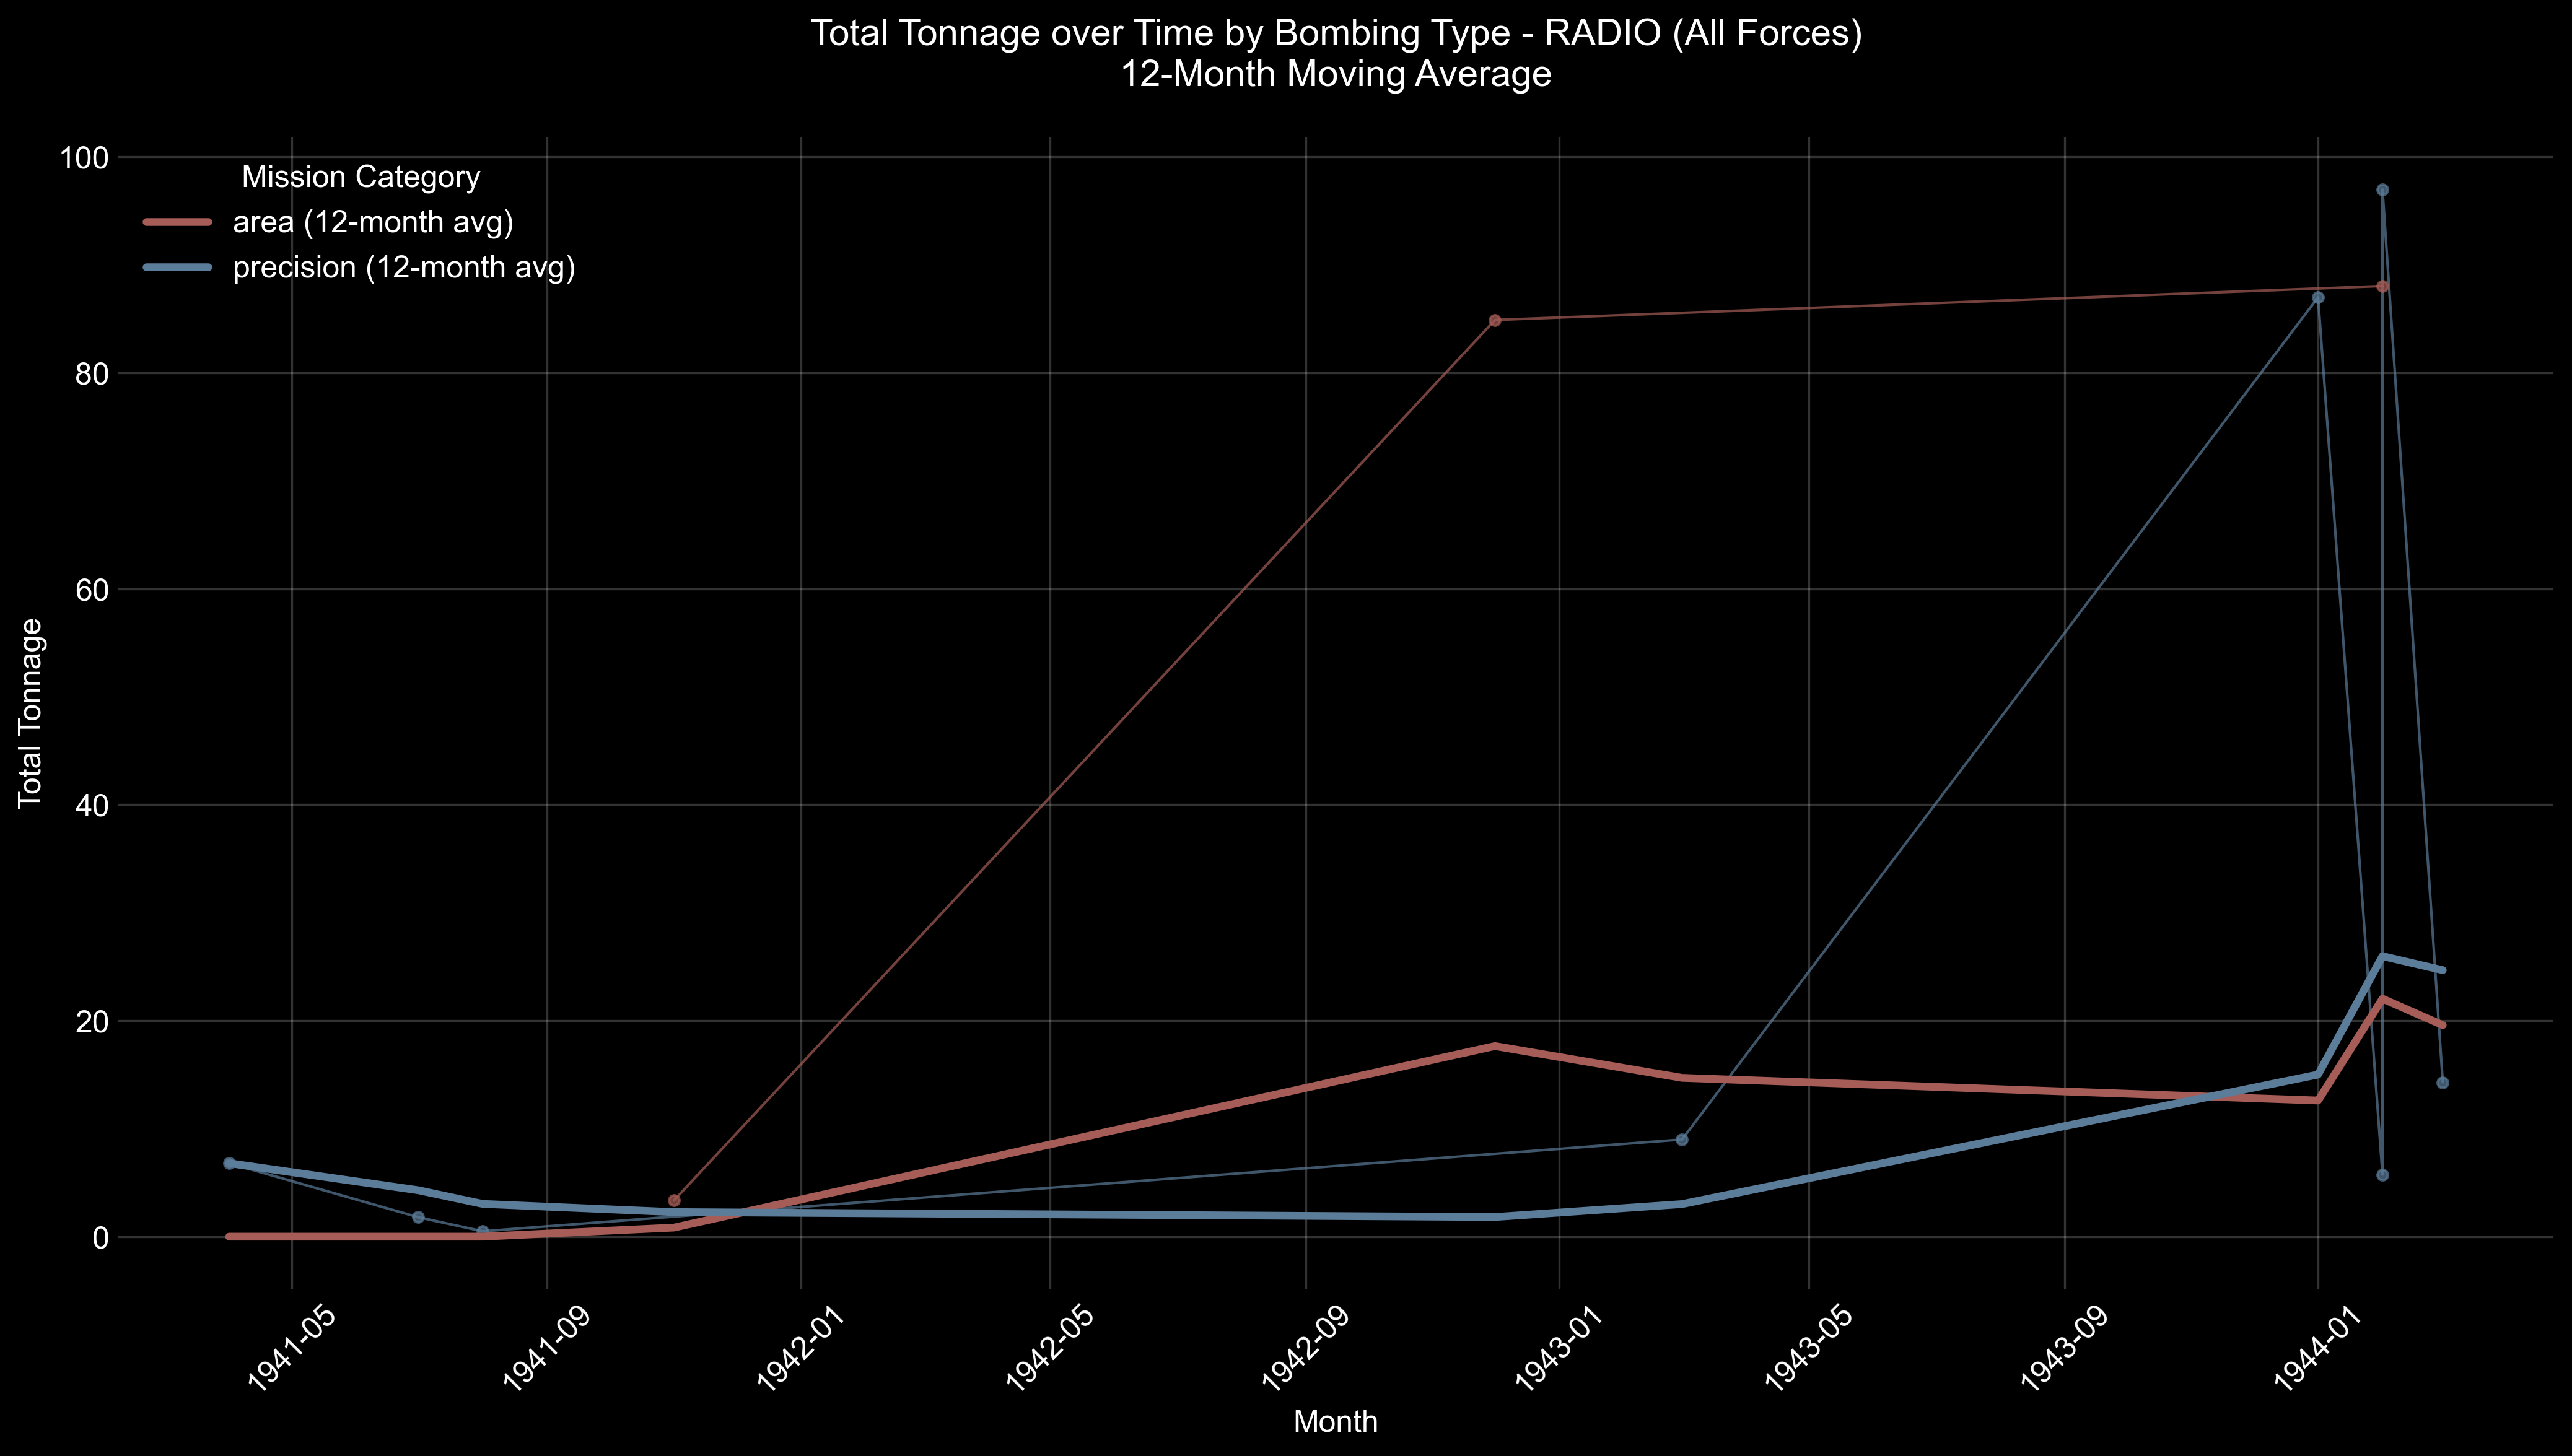 Total Tonnage over Time by Bombing Type - RADIO (All Forces)
12-Month Moving Average
Mission Category
area (12-month avg)
precision (12-month avg)
Total Tonnage
100
80
60
40
20
0
1941-05
1941-09
1942-01
1942-05
1942-09
1943-01
1943-05
1943-09
1944-01
Month